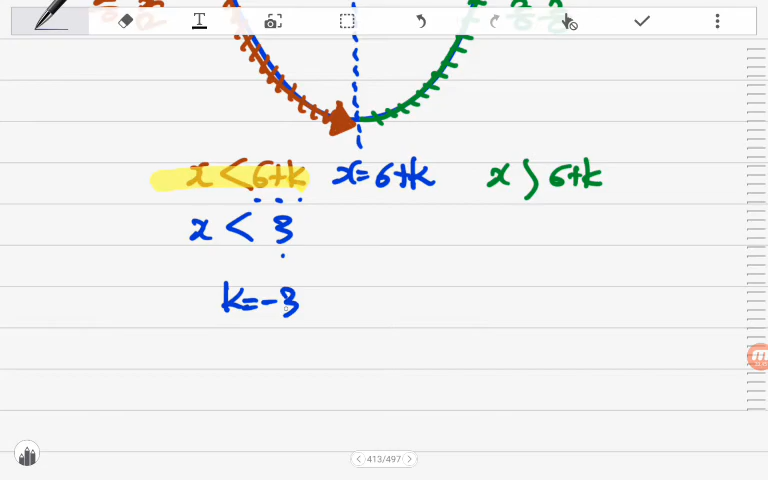 T
x < 6+k x=6+k x > 6+k
x < 3
k=-3
413/497